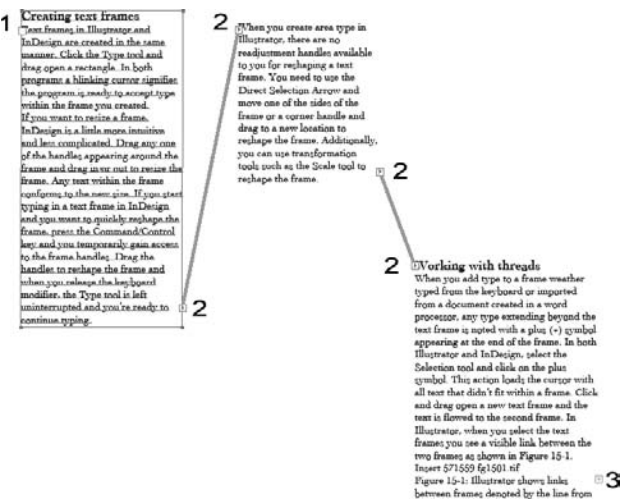 1
Creating text frames
Text frames in Illustrator and
InDesign are created in the same
manner. Click the Type tool and
drag open a rectangle. In both
programs a blinking cursor signifies
the program is ready to accept type
within the frame you created.
If you want to resize a frame,
InDesign is a little more intuitive
and less complicated. Drag any one
of the handles appearing around the
frame and drag in or out to resize the
frame. Any text within the frame
conforms to the new size. If you start
typing in a text frame in InDesign
and you want to quickly reshape the
frame, press the Command/Control
key and you temporarily gain access
to the frame handles. Drag the
handles to reshape the frame and
when you release the keyboard
modifier, the Type tool is left
uninterrupted and you're ready to
continue typing.
2
2
When you create area type in
Illustrator, there are no
readjustment handles available
to you for reshaping a text
frame. You need to use the
Direct Selection Arrow and
move one of the sides of the
frame or a corner handle and
drag to a new location to
reshape the frame. Additionally,
you can use transformation
tools such as the Scale tool to
reshape the frame.
2
2
Working with threads
When you add type to a frame weather
typed from the keyboard or imported
from a document created in a word
processor, any type extending beyond the
text frame is noted with a plus (+) symbol
appearing at the end of the frame. In both
Illustrator and InDesign, select the
Selection tool and click on the plus
symbol. This action loads the cursor with
all text that didn't fit within a frame. Click
and drag open a new text frame and the
text is flowed to the second frame. In
Illustrator, when you select the text
frames you see a visible link between the
two frames as shown in Figure 15-1.
Insert 571559 fg1501.tif
Figure 15-1: Illustrator shows links
between frames denoted by the line from
3